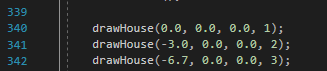 339
340 drawHouse(0.0, 0.0, 0.0, 1);
341 drawHouse(-3.0, 0.0, 0.0, 2);
342 drawHouse(-6.7, 0.0, 0.0, 3);